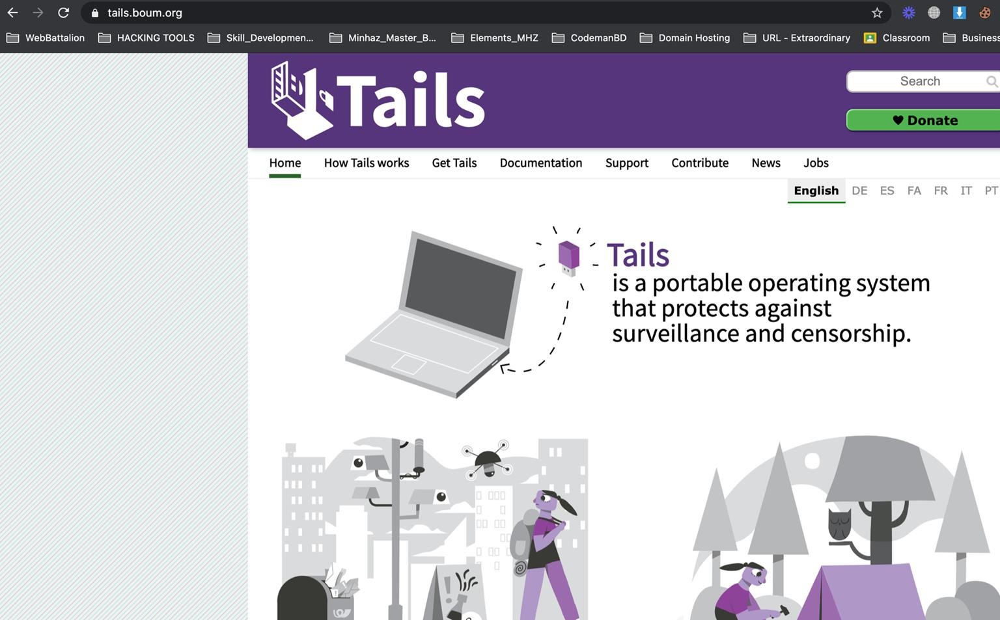 tails.boum.org
WebBattalion HACKING TOOLS Skill_Developmen... Minhaz_Master_B... Elements_MHZ CodemanBD Domain Hosting URL - Extraordinary Classroom Business
Tails
Search
Donate
Home How Tails works Get Tails Documentation Support Contribute News Jobs
English DE ES FA FR IT PT
Tails
is a portable operating system
that protects against
surveillance and censorship.